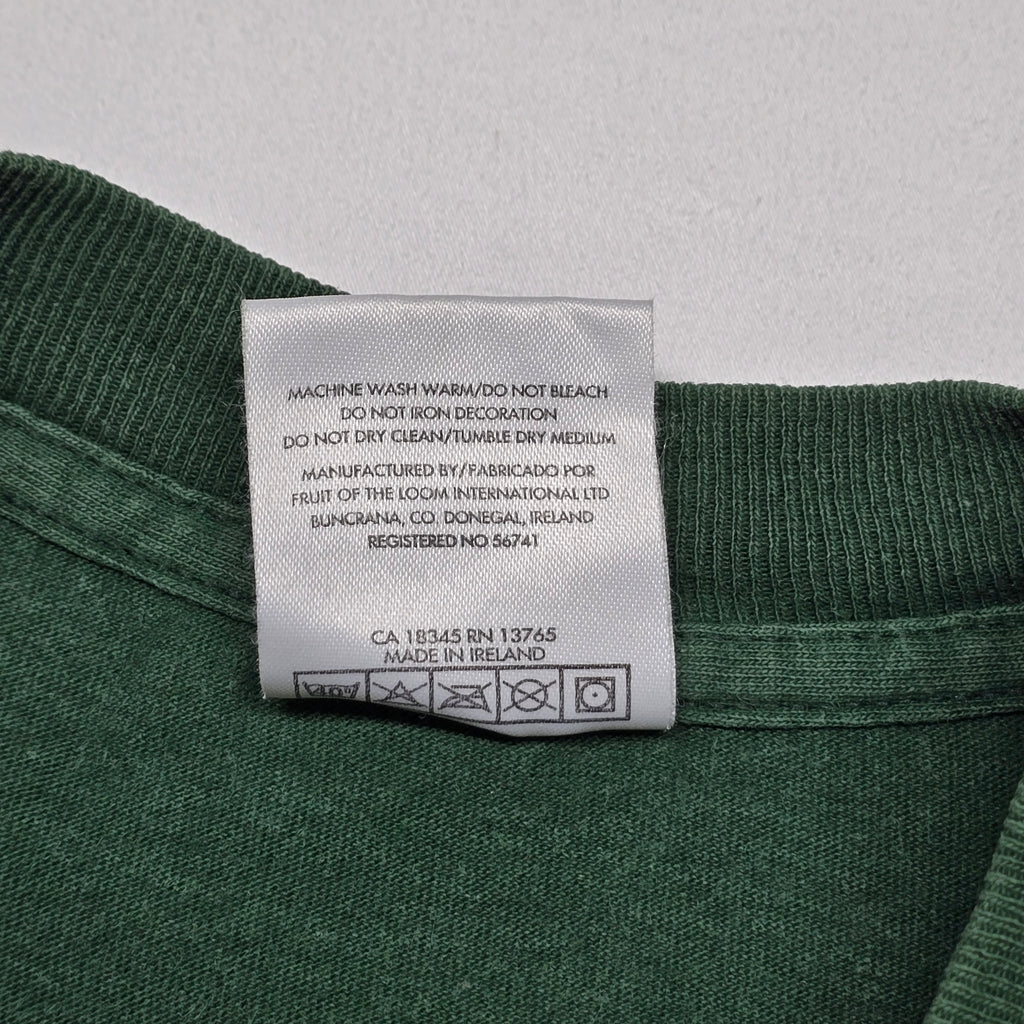 MACHINE WASH WARM/DO NOT BLEACH
DO NOT IRON DECORATION
DO NOT DRY CLEAN/TUMBLE DRY MEDIUM
MANUFACTURED BY/FABRICADO POR
FRUIT OF THE LOOM INTERNATIONAL LTD
BUNCRANA, CO. DONEGAL, IRELAND
REGISTERED NO 56741
CA 18345 RN 13765
MADE IN IRELAND
40°